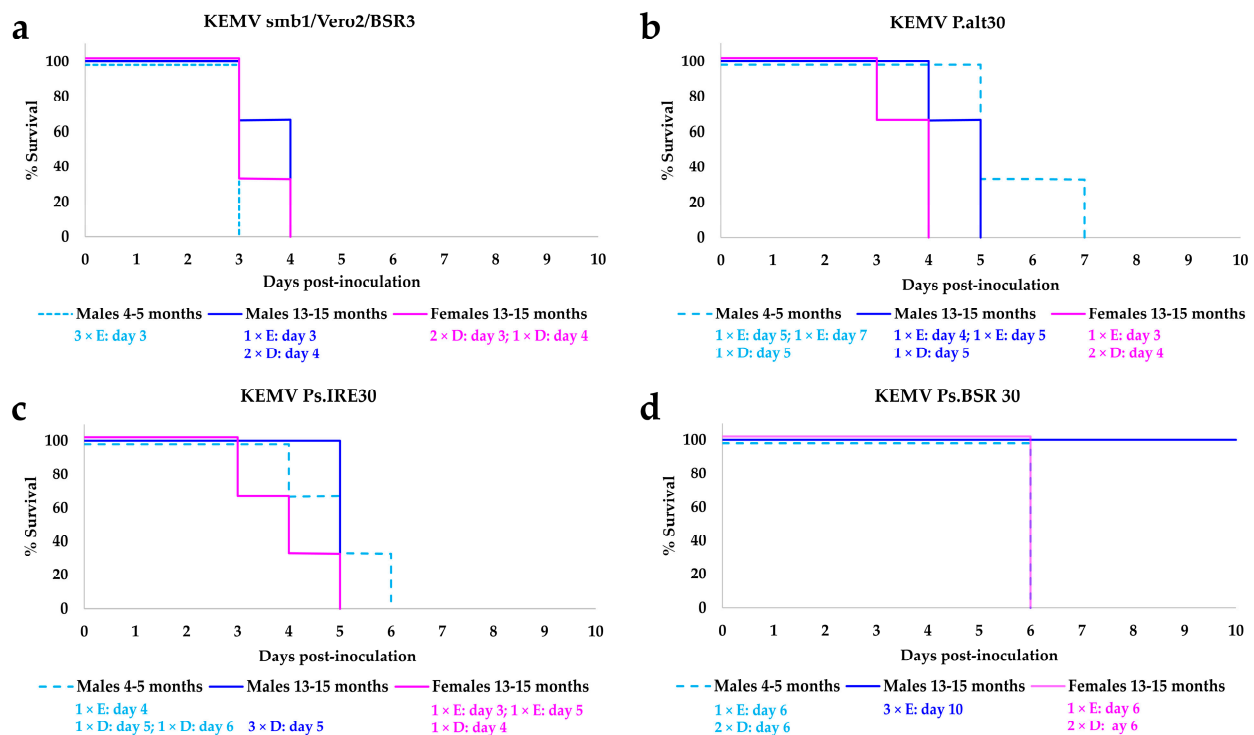 a
KEMV smb1/Vero2/BSR3
% Survival
100
80
60
40
20
0
0 1 2 3 4 5 6 7 8 9 10
Days post-inoculation
Males 4-5 months Males 13-15 months Females 13-15 months
3 × E: day 3 1 × E: day 3 2 × D: day 3; 1 × D: day 4
2 × D: day 4
b
KEMV P.alt30
% Survival
100
80
60
40
20
0
0 1 2 3 4 5 6 7 8 9 10
Days post-inoculation
Males 4-5 months Males 13-15 months Females 13-15 months
1 × E: day 5; 1 × E: day 7 1 × E: day 4; 1 × E: day 5 1 × E: day 3
1 × D: day 5 1 × D: day 5 2 × D: day 4
c
KEMV Ps.IRE30
% Survival
100
80
60
40
20
0
0 1 2 3 4 5 6 7 8 9 10
Days post-inoculation
Males 4-5 months Males 13-15 months Females 13-15 months
1 × E: day 4 1 × E: day 3; 1 × E: day 5
1 × D: day 5; 1 × D: day 6 3 × D: day 5 1 × D: day 4
d
KEMV Ps.BSR 30
% Survival
100
80
60
40
20
0
0 1 2 3 4 5 6 7 8 9 10
Days post-inoculation
Males 4-5 months Males 13-15 months Females 13-15 months
1 × E: day 6 3 × E: day 10 1 × E: day 6
2 × D: day 6 2 × D: ay 6